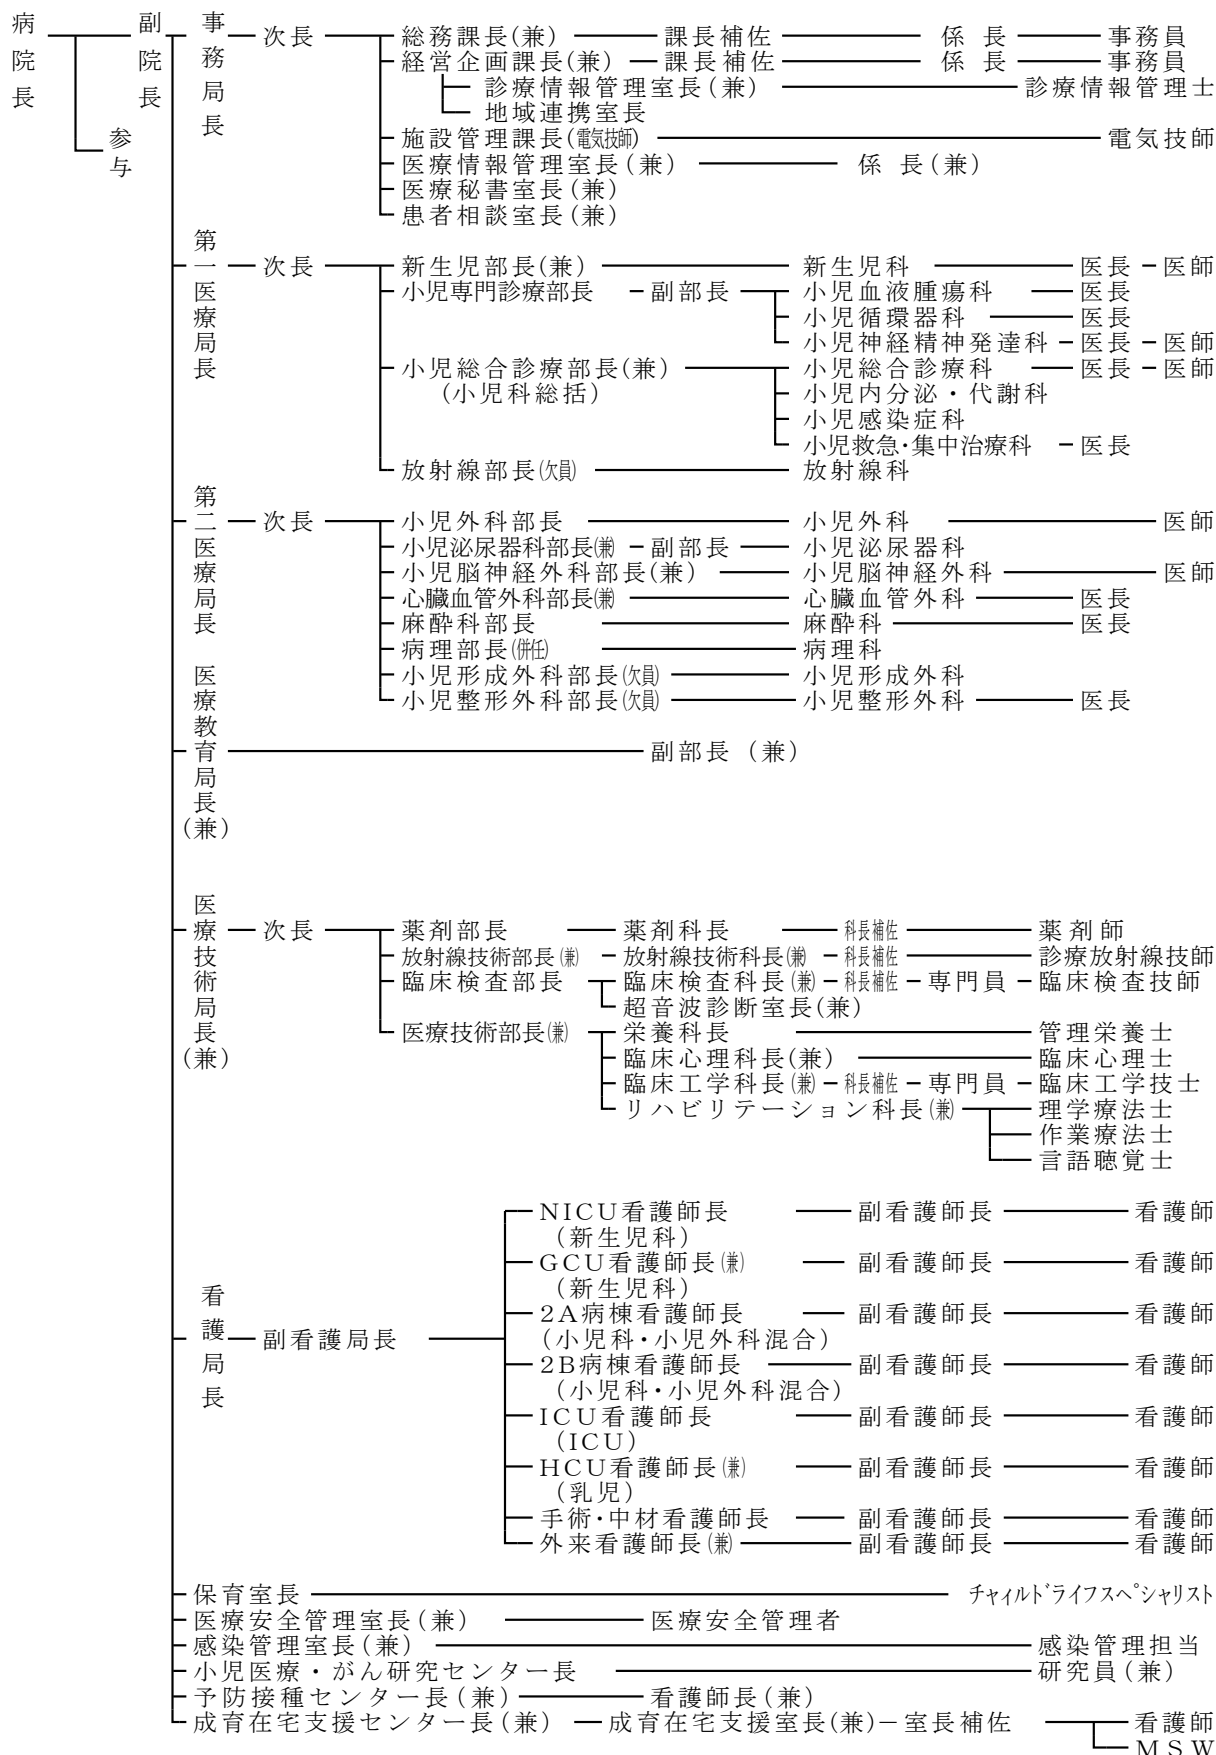 病院長 副院長 事務局長 次長 総務課長(兼) 課長補佐 係 長 事務員
経営企画課長(兼) 課長補佐 係 長 事務員
診療情報管理室長(兼) 診療情報管理士
地域連携室長
参与
施設管理課長(電気技師) 電気技師
医療情報管理室長(兼) 係 長(兼)
医療秘書室長(兼)
患者相談室長(兼)
第一医療局長 次長 新生児部長(兼) 新生児科 医長 医師
小児専門診療部長 副部長 小児血液腫瘍科 医長
小児循環器科 医長
小児神経精神発達科 医長 医師
小児総合診療部長(兼) 小児総合診療科 医長 医師
(小児科総括) 小児内分泌・代謝科
小児感染症科
小児救急・集中治療科 医長
放射線部長(欠員) 放射線科
第二医療局長 次長 小児外科部長 小児外科 医師
小児泌尿器科部長(兼) 副部長 小児泌尿器科
小児脳神経外科部長(兼) 小児脳神経外科 医師
心臓血管外科部長(兼) 心臓血管外科 医長
麻酔科部長 麻酔科 医長
病理部長(併任) 病理科
小児形成外科部長(欠員) 小児形成外科
小児整形外科部長(欠員) 小児整形外科 医長
医療教育局長(兼) 副部長 (兼)
医療技術局長(兼) 次長 薬剤部長 薬剤科長 科長補佐 薬剤師
放射線技術部長(兼) 放射線技術科長(兼) 科長補佐 診療放射線技師
臨床検査部長 臨床検査科長(兼) 科長補佐 専門員 臨床検査技師
超音波診断室長(兼)
医療技術部長(兼) 栄養科長 管理栄養士
臨床心理科長(兼) 臨床心理士
臨床工学科長(兼) 科長補佐 専門員 臨床工学技士
リハビリテーション科長(兼) 理学療法士
作業療法士
言語聴覚士
看護局長 副看護局長 NICU看護師長 副看護師長 看護師
(新生児科)
GCU看護師長(兼) 副看護師長 看護師
(新生児科)
2A病棟看護師長 副看護師長 看護師
(小児科・小児外科混合)
2B病棟看護師長 副看護師長 看護師
(小児科・小児外科混合)
ICU看護師長 副看護師長 看護師
(ICU)
HCU看護師長(兼) 副看護師長 看護師
(乳児)
手術・中材看護師長 副看護師長 看護師
外来看護師長(兼) 副看護師長 看護師
保育室長 チャイルドライフスペシャリスト
医療安全管理室長(兼) 医療安全管理者
感染管理室長(兼) 感染管理担当
小児医療・がん研究センター長 研究員(兼)
予防接種センター長(兼) 看護師長(兼)
成育在宅支援センター長(兼) 成育在宅支援室長(兼) 室長補佐 看護師
MSW